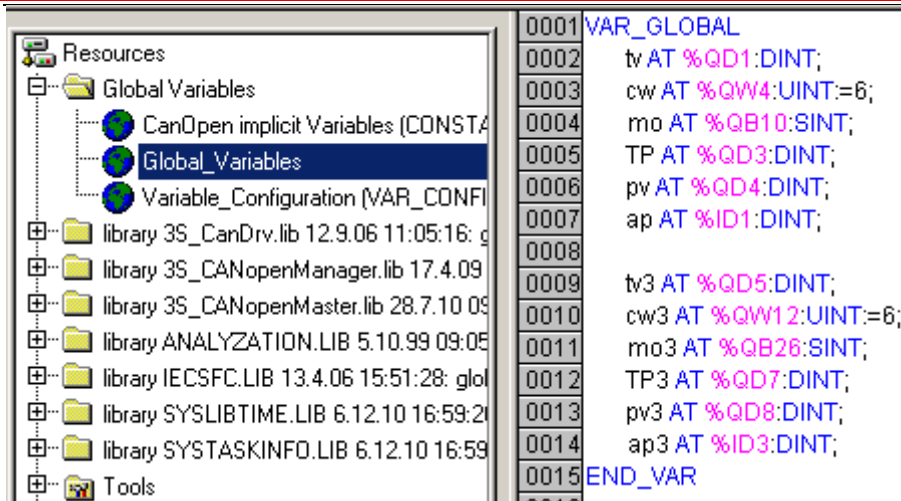 Resources
Global Variables
CanOpen implicit Variables (CONSTA
Global_Variables
Variable_Configuration (VAR_CONFI
library 3S_CanDrv.lib 12.9.06 11:05:16: g
library 3S_CANopenManager.lib 17.4.09
library 3S_CANopenMaster.lib 28.7.10 09
library ANALYZATION.LIB 5.10.99 09:05
library IECSFC.LIB 13.4.06 15:51:28: glol
library SYSLIBTIME.LIB 6.12.10 16:59:2
library SYSTASKINFO.LIB 6.12.10 16:59
Tools
0001 VAR_GLOBAL
0002 tv AT %QD1:DINT;
0003 cw AT %QW4:UINT:=6;
0004 mo AT %QB10:SINT;
0005 TP AT %QD3:DINT;
0006 pv AT %QD4:DINT;
0007 ap AT %ID1:DINT;
0008
0009 tv3 AT %QD5:DINT;
0010 cw3 AT %QW12:UINT:=6;
0011 mo3 AT %QB26:SINT;
0012 TP3 AT %QD7:DINT;
0013 pv3 AT %QD8:DINT;
0014 ap3 AT %ID3:DINT;
0015 END_VAR